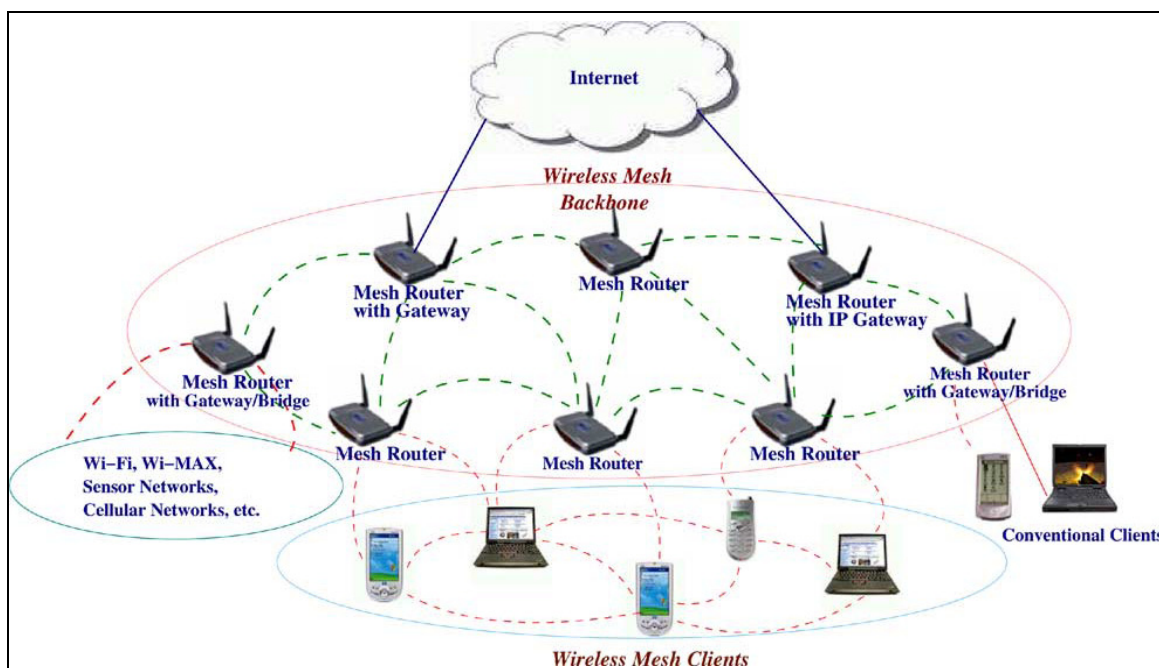 Internet
Wireless Mesh
Backbone
Mesh Router
with Gateway
Mesh Router
Mesh Router
with IP Gateway
Mesh Router
with Gateway/Bridge
Mesh Router
with Gateway/Bridge
Mesh Router
Mesh Router
Mesh Router
Wi-Fi, Wi-MAX,
Sensor Networks,
Cellular Networks, etc.
Conventional Clients
Wireless Mesh Clients